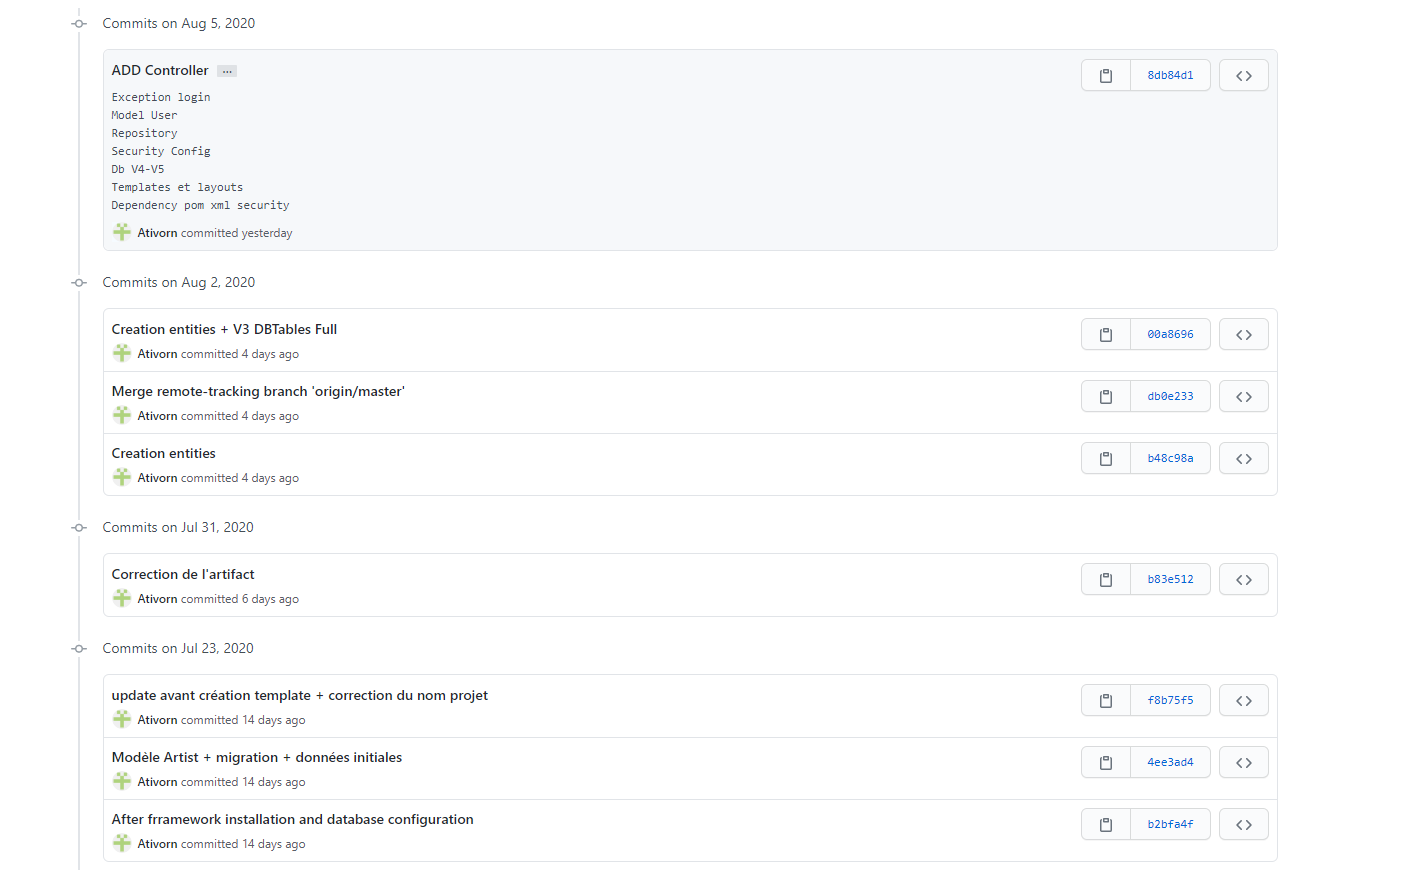 Commits on Aug 5, 2020
ADD Controller ...
8db84d1
Exception login
Model User
Repository
Security Config
Db V4-V5
Templates et layouts
Dependency pom xml security
Ativorn committed yesterday
Commits on Aug 2, 2020
Creation entities + V3 DBTables Full
00a8696
Ativorn committed 4 days ago
Merge remote-tracking branch 'origin/master'
db0e233
Ativorn committed 4 days ago
Creation entities
b48c98a
Ativorn committed 4 days ago
Commits on Jul 31, 2020
Correction de l'artifact
b83e512
Ativorn committed 6 days ago
Commits on Jul 23, 2020
update avant création template + correction du nom projet
f8b75f5
Ativorn committed 14 days ago
Modèle Artist + migration + données initiales
4ee3ad4
Ativorn committed 14 days ago
After frramework installation and database configuration
b2bfa4f
Ativorn committed 14 days ago